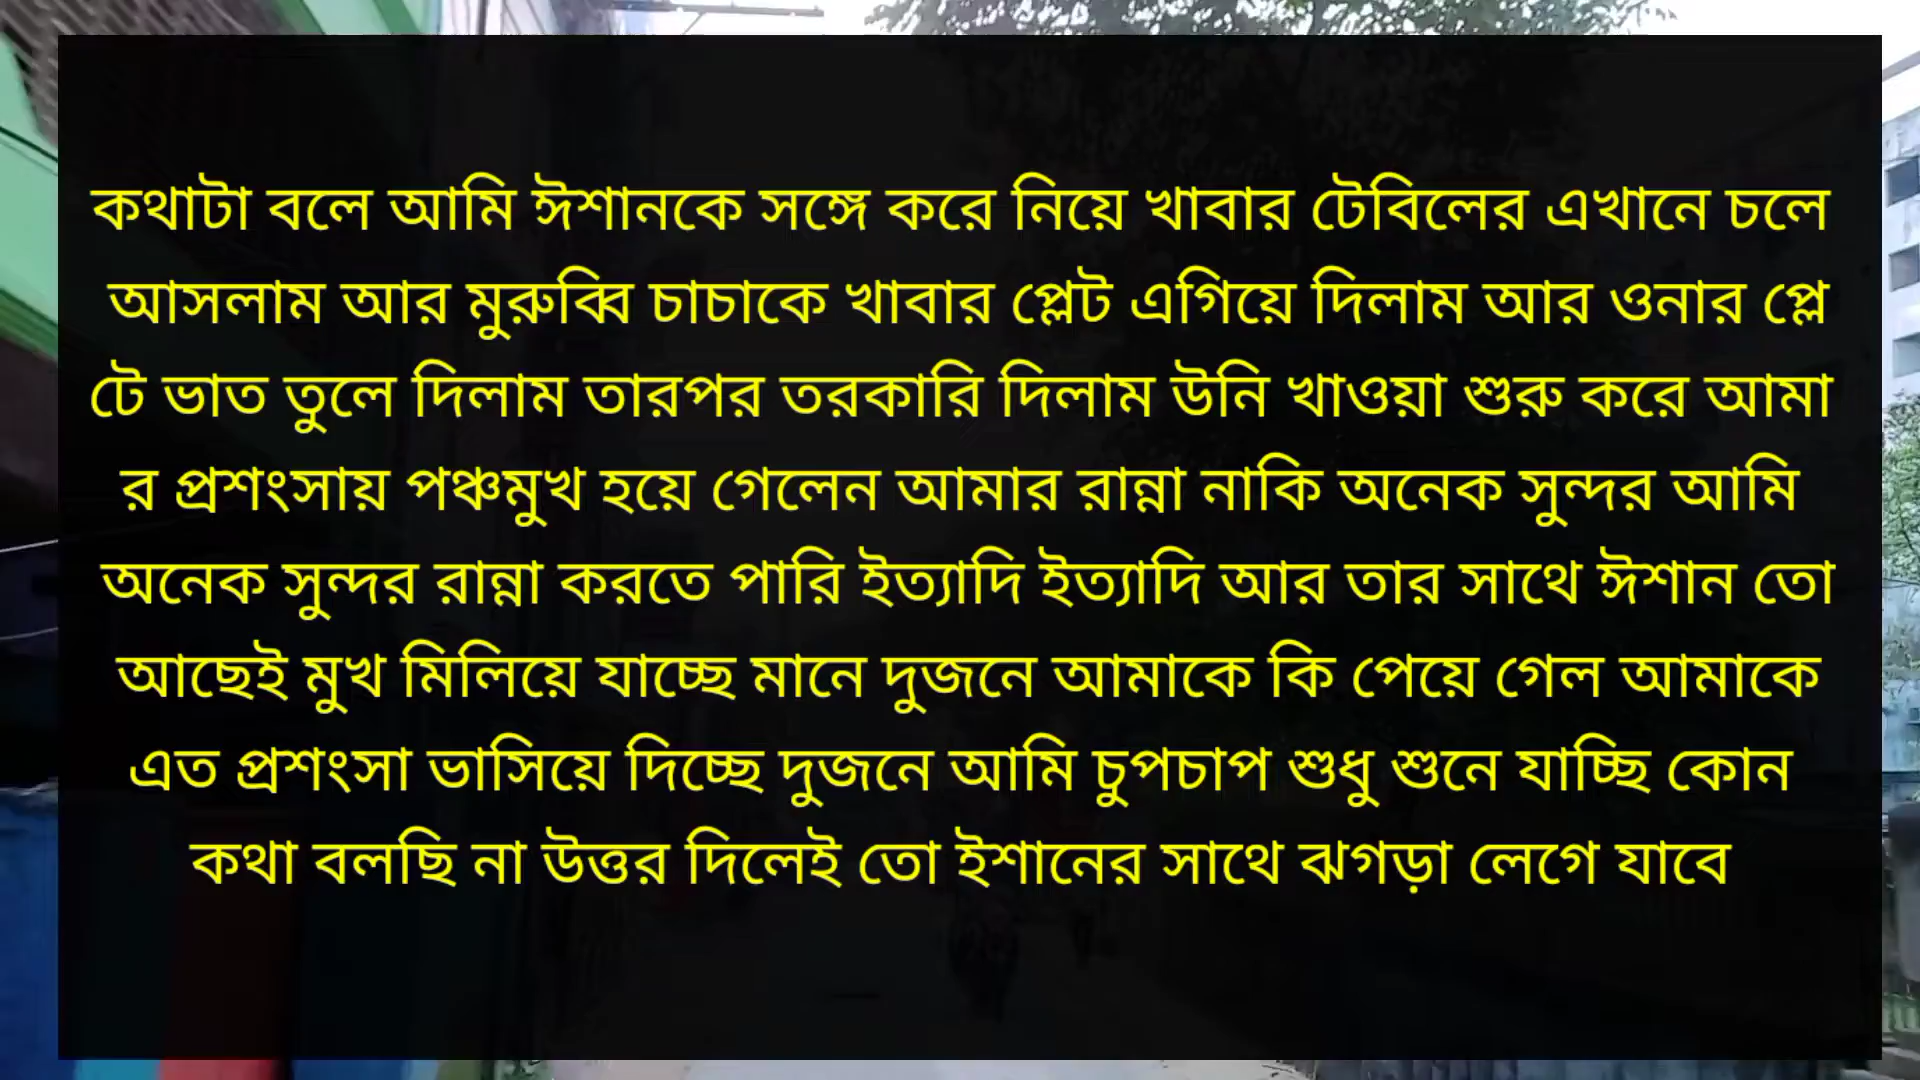 কথাটা বলে আমি ঈশানকে সঙ্গে করে নিয়ে খাবার টেবিলের এখানে চলে
আসলাম আর মুরুব্বি চাচাকে খাবার প্লেট এগিয়ে দিলাম আর ওনার প্লে
টে ভাত তুলে দিলাম তারপর তরকারি দিলাম উনি খাওয়া শুরু করে আমা
র প্রশংসায় পঞ্চমুখ হয়ে গেলেন আমার রান্না নাকি অনেক সুন্দর আমি
অনেক সুন্দর রান্না করতে পারি ইত্যাদি ইত্যাদি আর তার সাথে ঈশান তো
আছেই মুখ মিলিয়ে যাচ্ছে মানে দুজনে আমাকে কি পেয়ে গেল আমাকে
এত প্রশংসা ভাসিয়ে দিচ্ছে দুজনে আমি চুপচাপ শুধু শুনে যাচ্ছি কোন
কথা বলছি না উত্তর দিলেই তো ইশানের সাথে ঝগড়া লেগে যাবে